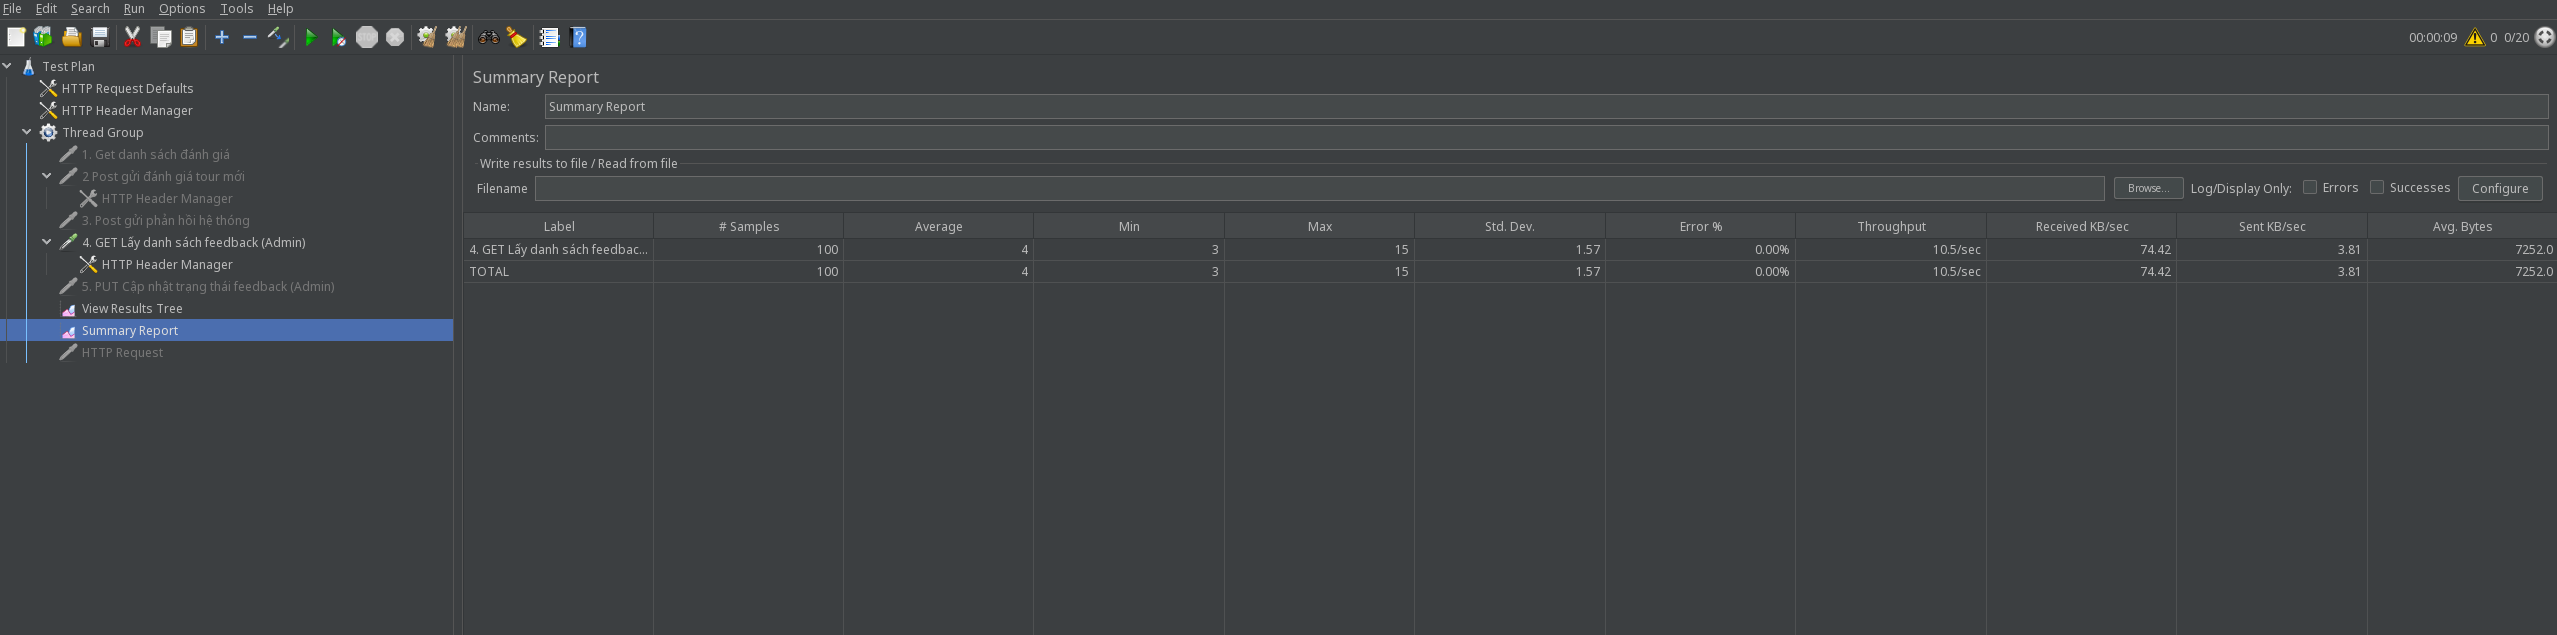 File Edit Search Run Options Tools Help
00:00:09 0 0/20
Test Plan
HTTP Request Defaults
HTTP Header Manager
Thread Group
1. Get danh sách đánh giá
2 Post gửi đánh giá tour mới
HTTP Header Manager
3. Post gửi phản hồi hê thóng
4. GET Lấy danh sách feedback (Admin)
HTTP Header Manager
5. PUT Câp nhât trang thái feedback (Admin)
View Results Tree
Summary Report
HTTP Request
Summary Report
Name: Summary Report
Comments:
Write results to file / Read from file
Filename Browse... Log/Display Only: Errors Successes Configure
Label # Samples Average Min Max Std. Dev. Error % Throughput Received KB/sec Sent KB/sec Avg. Bytes
4. GET Lấy danh sách feedbac... 100 4 3 15 1.57 0.00% 10.5/sec 74.42 3.81 7252.0
TOTAL 100 4 3 15 1.57 0.00% 10.5/sec 74.42 3.81 7252.0